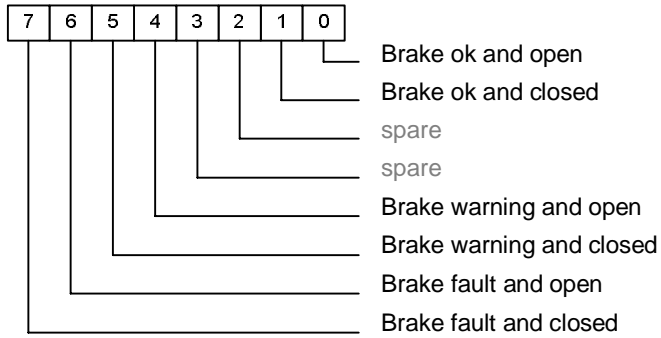 7 6 5 4 3 2 1 0
Brake ok and open
Brake ok and closed
spare
spare
Brake warning and open
Brake warning and closed
Brake fault and open
Brake fault and closed